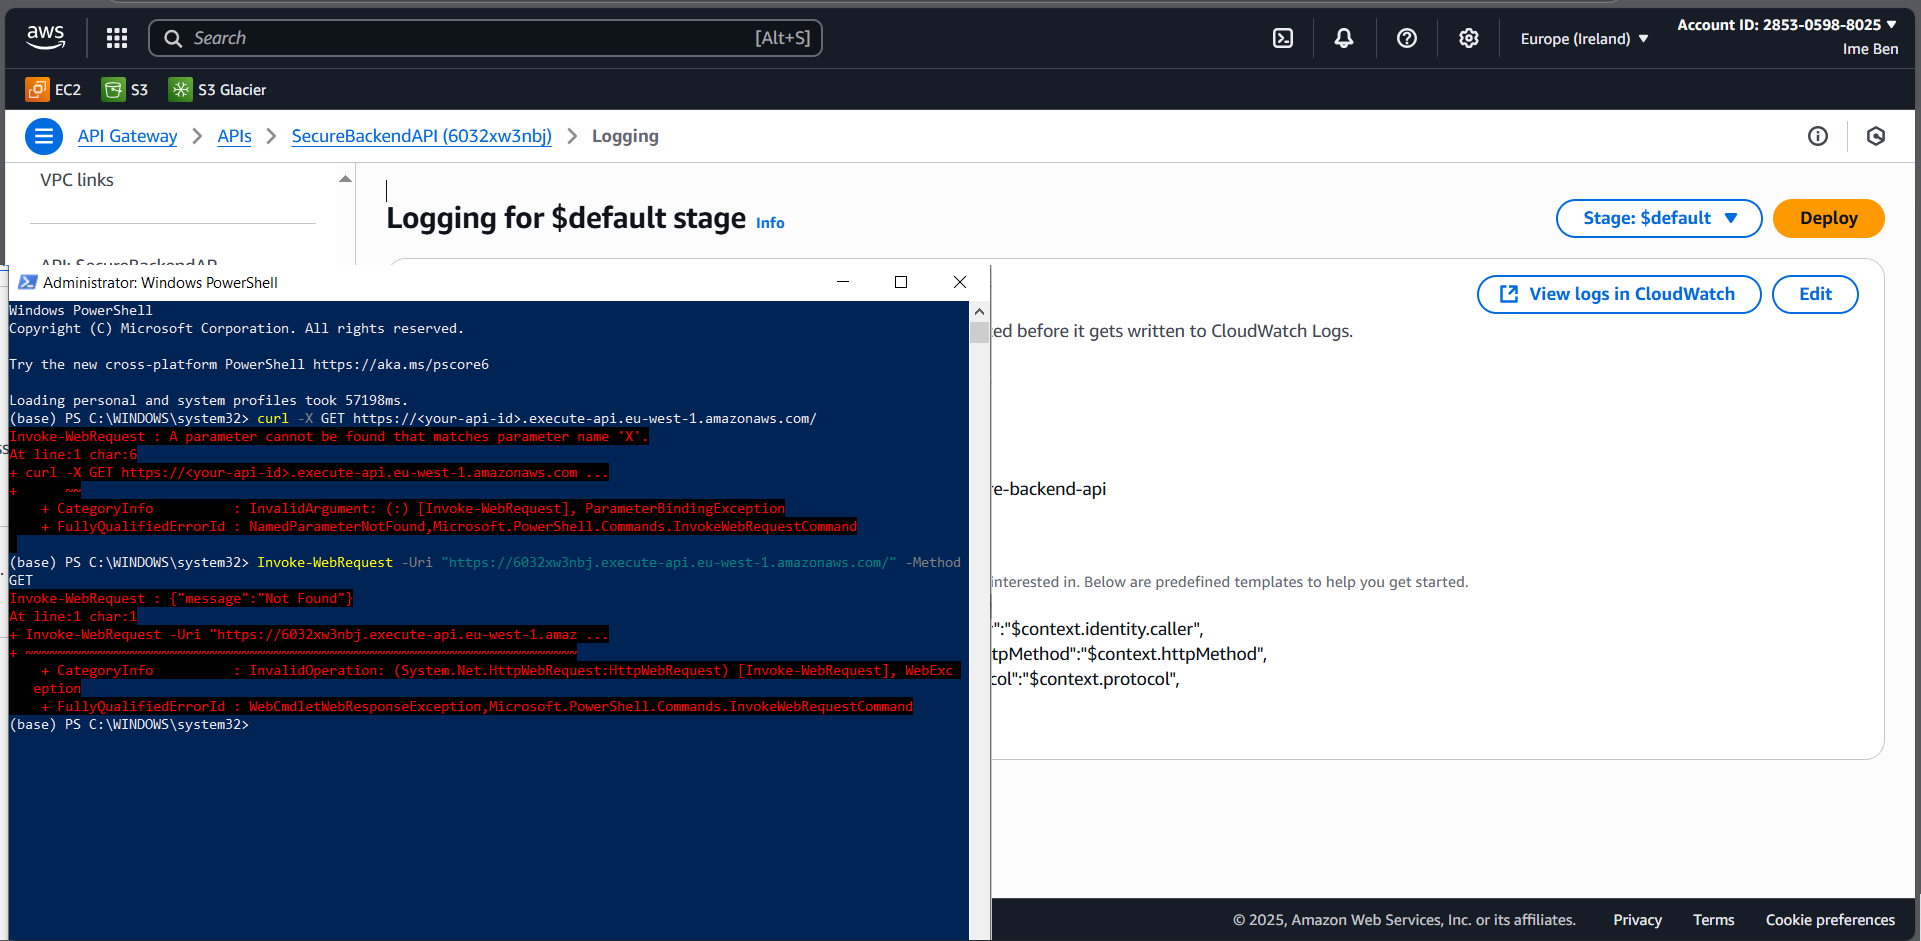 aws
Search
[Alt+S]
Europe (Ireland)
Account ID: 2853-0598-8025
Ime Ben
EC2
S3
S3 Glacier
API Gateway
APIs
SecureBackendAPI (6032xw3nbj)
Logging
VPC links
API: SecureBackendAP
Logging for $default stage
Info
Stage: $default
Deploy
View logs in CloudWatch
Edit
ed before it gets written to CloudWatch Logs.
re-backend-api
interested in. Below are predefined templates to help you get started.
r":"$context.identity.caller",
tpMethod":"$context.httpMethod",
col":"$context.protocol",
Administrator: Windows PowerShell
Windows PowerShell
Copyright (C) Microsoft Corporation. All rights reserved.
Try the new cross-platform PowerShell https://aka.ms/pscore6
Loading personal and system profiles took 57198ms.
(base) PS C:\WINDOWS\system32> curl -X GET https://<your-api-id>.execute-api.eu-west-1.amazonaws.com/
Invoke-WebRequest : A parameter cannot be found that matches parameter name 'X'.
At line:1 char:6
+ curl -X GET https://<your-api-id>.execute-api.eu-west-1.amazonaws.com ...
+      ~~
+ CategoryInfo          : InvalidArgument: (:) [Invoke-WebRequest], ParameterBindingException
+ FullyQualifiedErrorId : NamedParameterNotFound,Microsoft.PowerShell.Commands.InvokeWebRequestCommand
(base) PS C:\WINDOWS\system32> Invoke-WebRequest -Uri "https://6032xw3nbj.execute-api.eu-west-1.amazonaws.com/" -Method
GET
Invoke-WebRequest : {"message":"Not Found"}
At line:1 char:1
+ Invoke-WebRequest -Uri "https://6032xw3nbj.execute-api.eu-west-1.amaz ...
+ ~~~~~~~~~~~~~~~~~~~~~~~~~~~~~~~~~~~~~~~~~~~~~~~~~~~~~~~~~~~~~~~~~~~~~
+ CategoryInfo          : InvalidOperation: (System.Net.HttpWebRequest:HttpWebRequest) [Invoke-WebRequest], WebExc
eption
+ FullyQualifiedErrorId : WebCmdletWebResponseException,Microsoft.PowerShell.Commands.InvokeWebRequestCommand
(base) PS C:\WINDOWS\system32>
© 2025, Amazon Web Services, Inc. or its affiliates.
Privacy
Terms
Cookie preferences